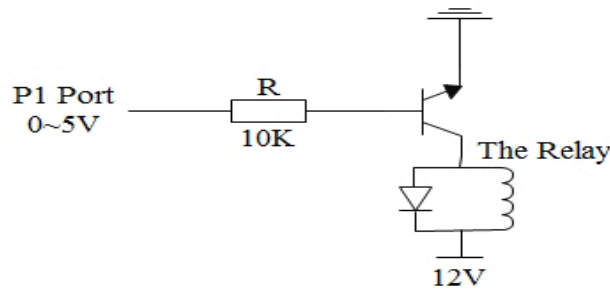 P1 Port
0~5V
R
10K
The Relay
12V